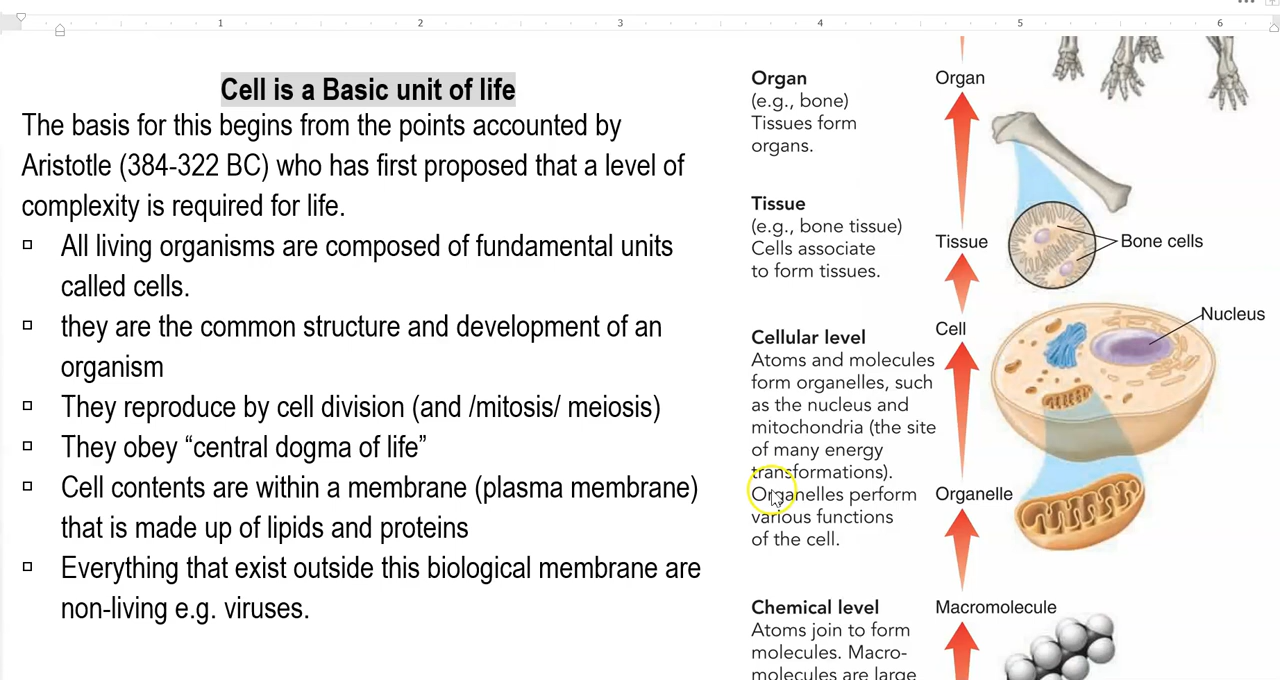 1 2 3 4 5 6
Cell is a Basic unit of life
The basis for this begins from the points accounted by
Aristotle (384-322 BC) who has first proposed that a level of
complexity is required for life.
All living organisms are composed of fundamental units
called cells.
they are the common structure and development of an
organism
They reproduce by cell division (and /mitosis/ meiosis)
They obey “central dogma of life”
Cell contents are within a membrane (plasma membrane)
that is made up of lipids and proteins
Everything that exist outside this biological membrane are
non-living e.g. viruses.
Organ
(e.g., bone)
Tissues form
organs.
Tissue
(e.g., bone tissue)
Cells associate
to form tissues.
Cellular level
Atoms and molecules
form organelles, such
as the nucleus and
mitochondria (the site
of many energy
transformations).
Organelles perform
various functions
of the cell.
Chemical level
Atoms join to form
molecules. Macro-
molecules are large
Organ
Tissue
Bone cells
Cell
Nucleus
Organelle
Macromolecule